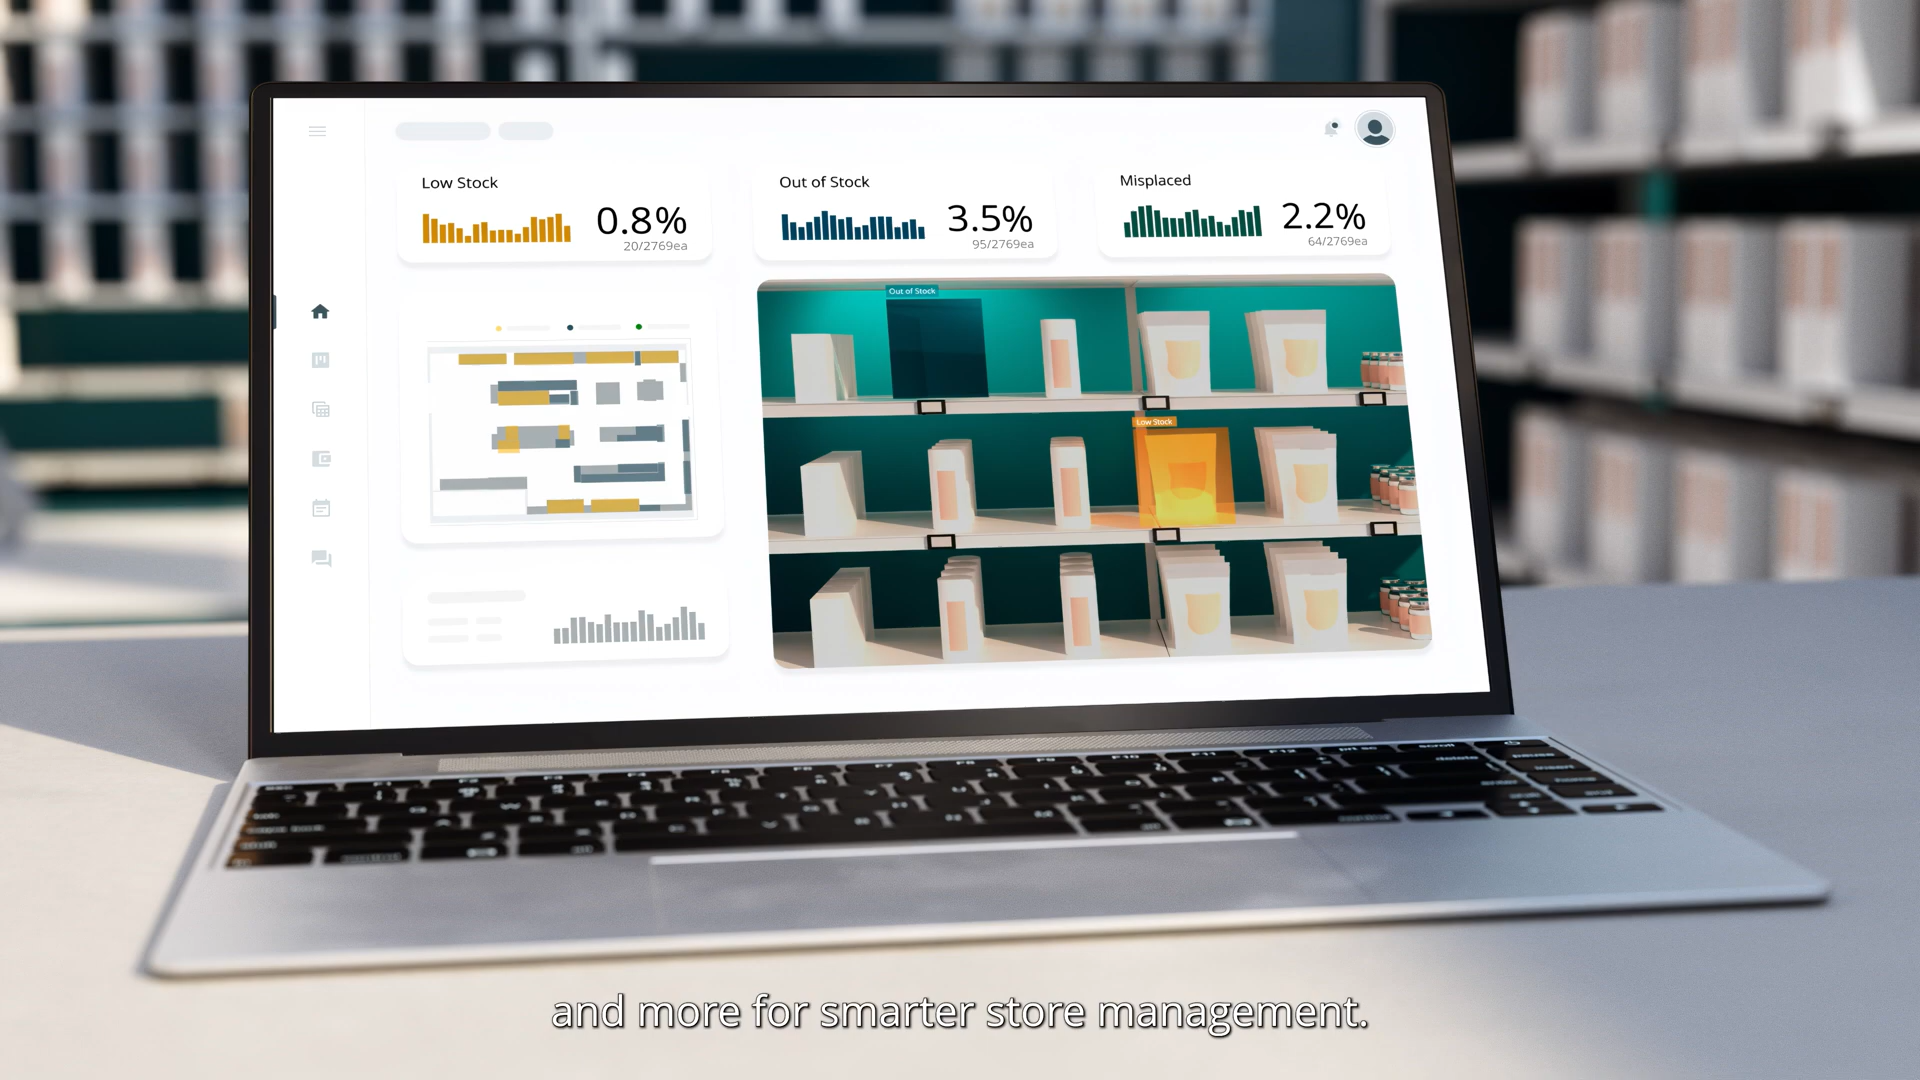 Low Stock
0.8%
20/2769ea
Out of Stock
3.5%
95/2769ea
Misplaced
2.2%
64/2769ea
Out of Stock
Low Stock
and more for smarter store management.